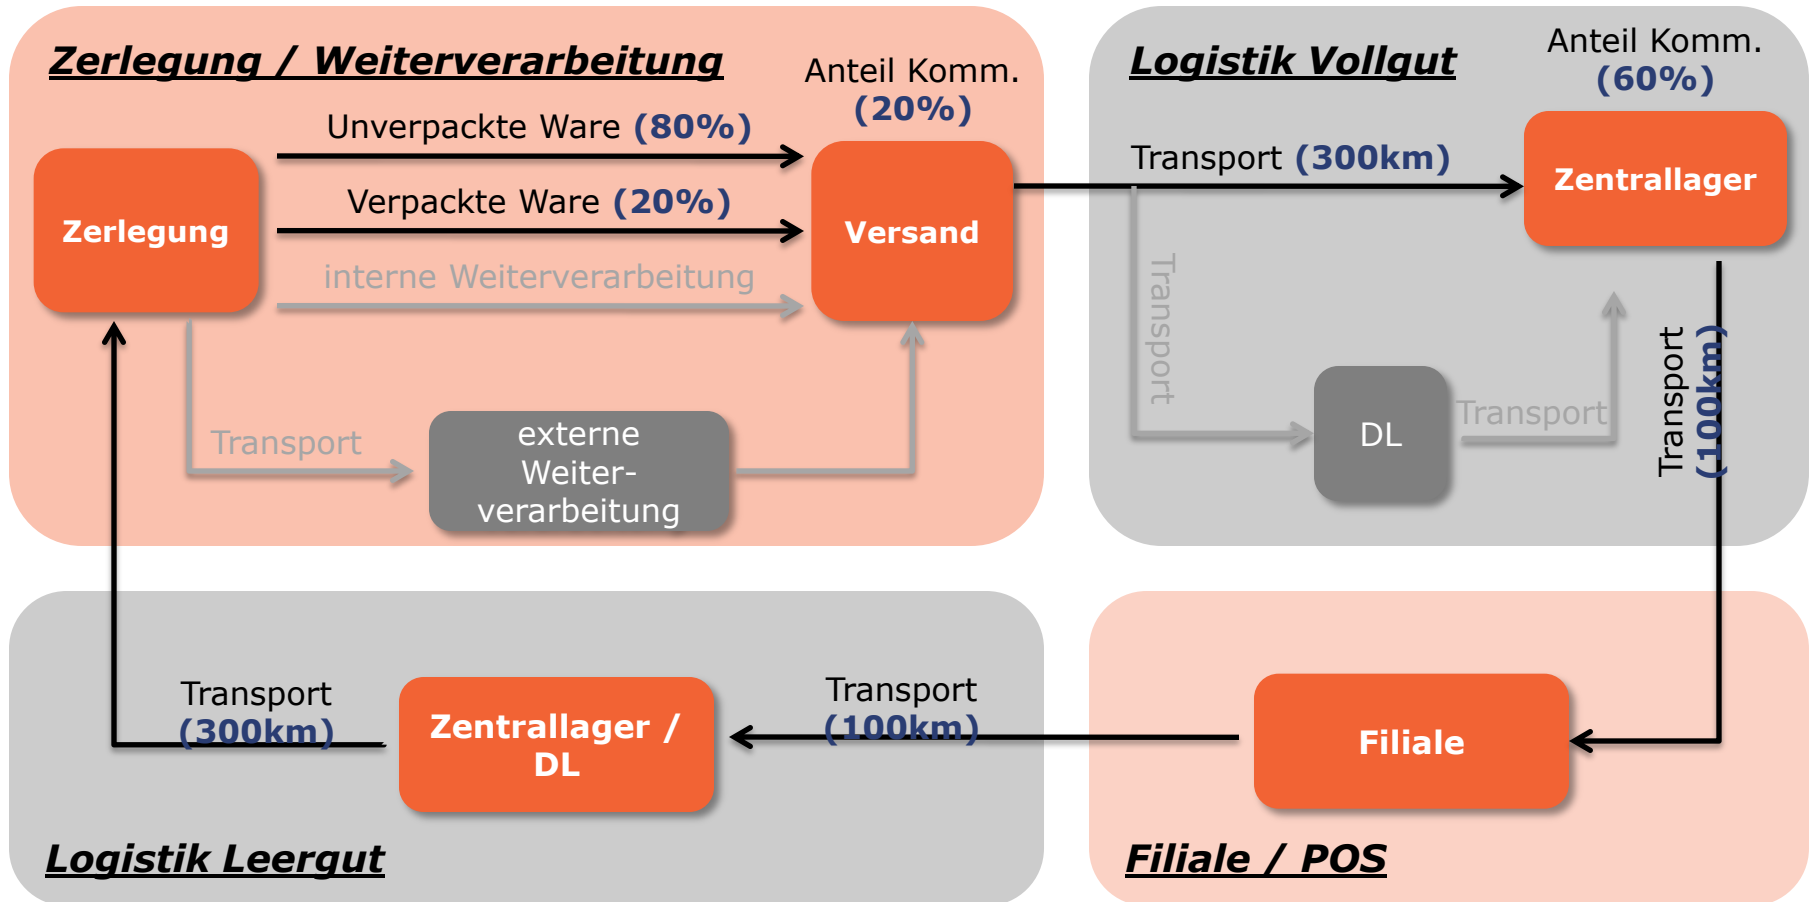 Zerlegung / Weiterverarbeitung
Anteil Komm.
(20%)
Unverpackte Ware (80%)
Verpackte Ware (20%)
Zerlegung
Versand
interne Weiterverarbeitung
Transport
externe
Weiter-
verarbeitung
Logistik Vollgut
Anteil Komm.
(60%)
Transport (300km)
Zentrallager
Transport
DL
Transport
Transport
(100km)
Transport
(300km)
Zentrallager /
DL
Transport
(100km)
Logistik Leergut
Filiale
Filiale / POS